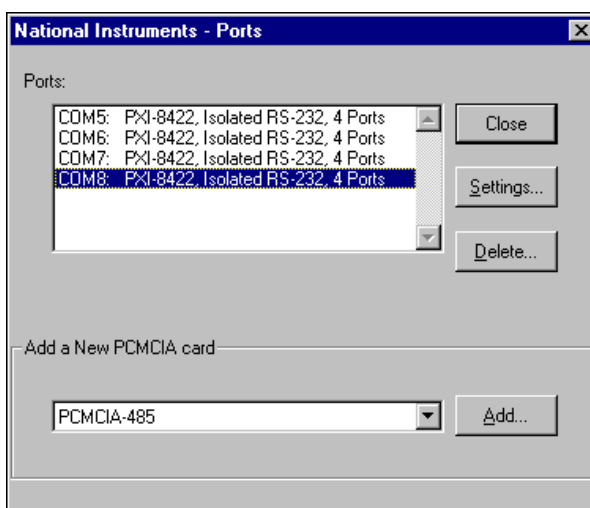 National Instruments - Ports
Ports:
COM5: PXI-8422, Isolated RS-232, 4 Ports
COM6: PXI-8422, Isolated RS-232, 4 Ports
COM7: PXI-8422, Isolated RS-232, 4 Ports
COM8: PXI-8422, Isolated RS-232, 4 Ports
Close
Settings...
Delete...
Add a New PCMCIA card
PCMCIA-485
Add...